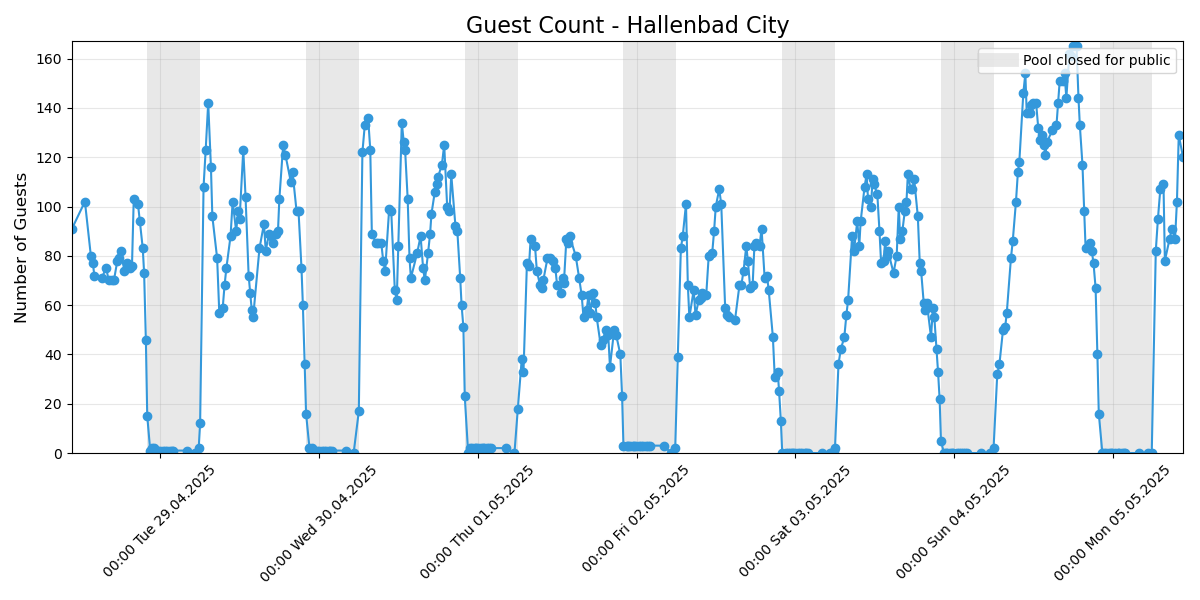 Guest Count - Hallenbad City
Pool closed for public
Number of Guests
160
140
120
100
80
60
40
20
0
00:00 Tue 29.04.2025
00:00 Wed 30.04.2025
00:00 Thu 01.05.2025
00:00 Fri 02.05.2025
00:00 Sat 03.05.2025
00:00 Sun 04.05.2025
00:00 Mon 05.05.2025